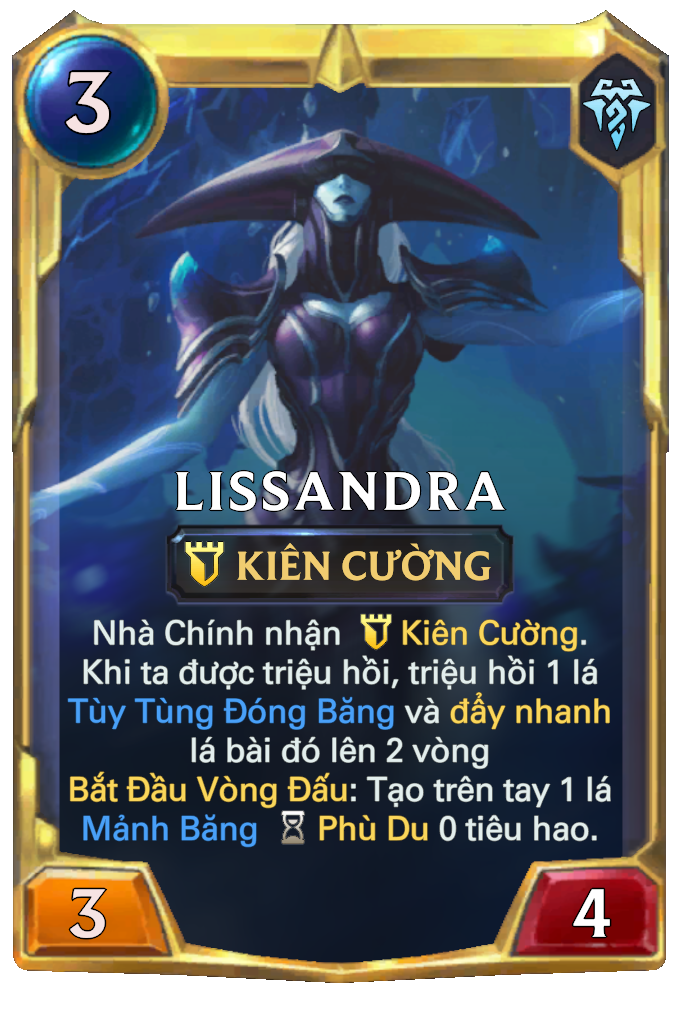 3
LISSANDRA
KIÊN CƯỜNG
Nhà Chính nhận Kiên Cường.
Khi ta được triệu hồi, triệu hồi 1 lá
Tùy Tùng Đóng Băng và đẩy nhanh
lá bài đó lên 2 vòng
Bắt Đầu Vòng Đấu: Tạo trên tay 1 lá
Mảnh Băng Phù Du 0 tiêu hao.
3
4